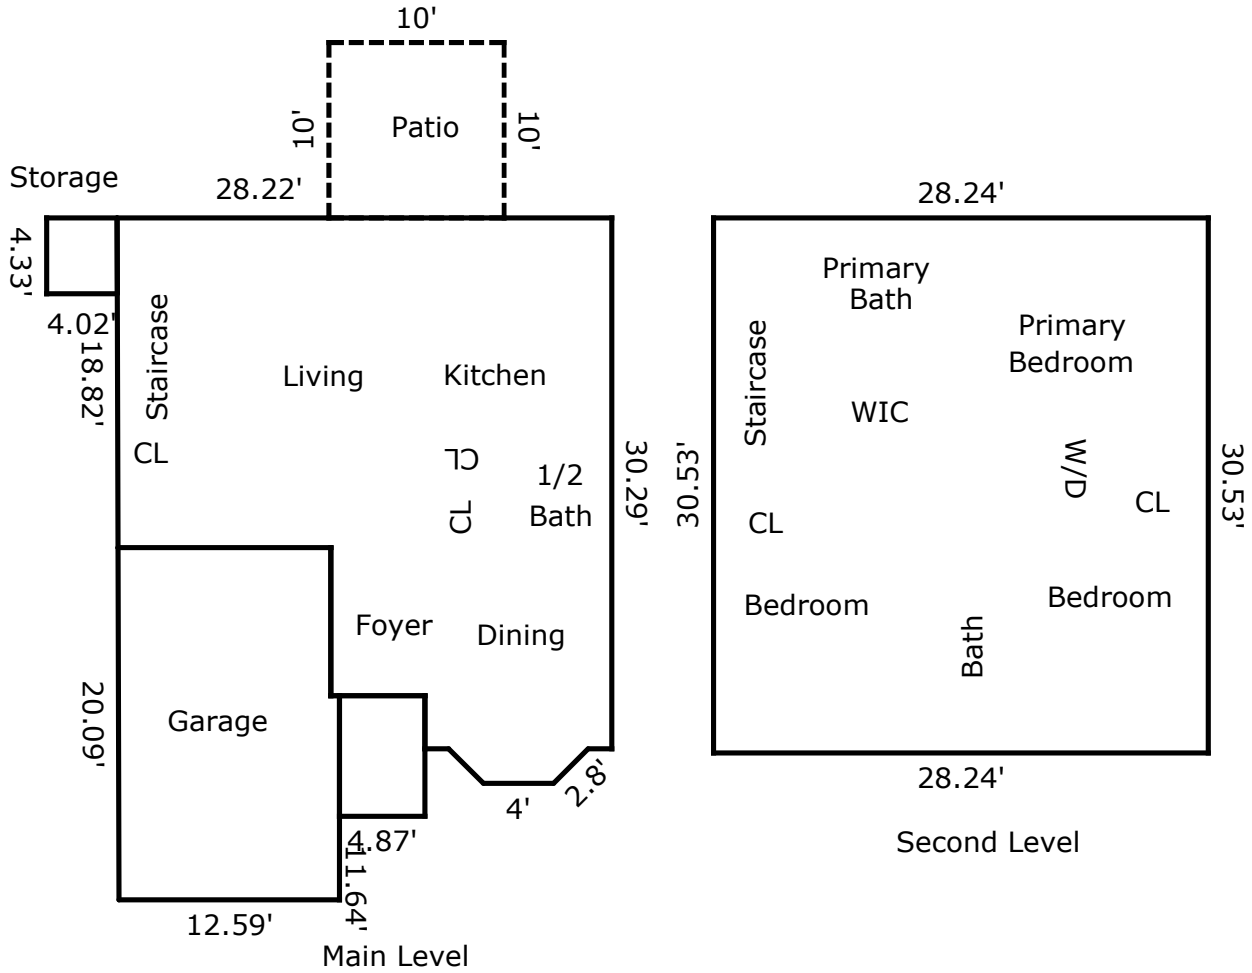 10'
10'
Patio
10'
Storage
28.22'
28.24'
4.33'
4.02'
18.82'
Staircase
CL
Living
Kitchen
CL
CL
1/2
Bath
30.29'
Foyer
Dining
20.09'
Garage
4'
2.8'
4.87'
11.64'
12.59'
Main Level
Primary
Bath
Primary
Bedroom
Staircase
WIC
30.53'
W/D
CL
CL
30.53'
Bedroom
Bedroom
Bath
28.24'
Second Level